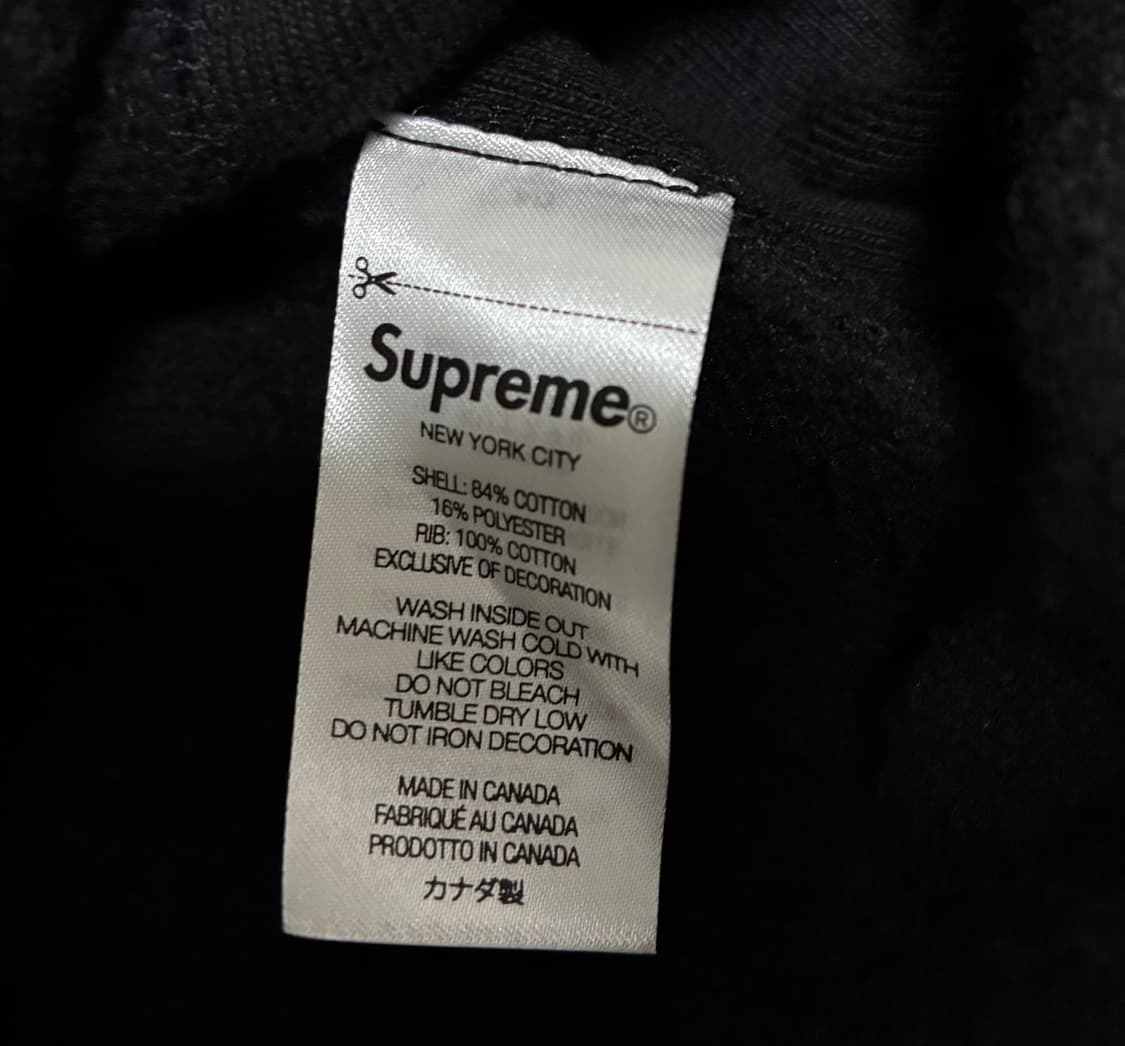 Supreme®
NEW YORK CITY
SHELL: 84% COTTON
16% POLYESTER
RIB: 100% COTTON
EXCLUSIVE OF DECORATION
WASH INSIDE OUT
MACHINE WASH COLD WITH
LIKE COLORS
DO NOT BLEACH
TUMBLE DRY LOW
DO NOT IRON DECORATION
MADE IN CANADA
FABRIQUÉ AU CANADA
PRODOTTO IN CANADA
カナダ製